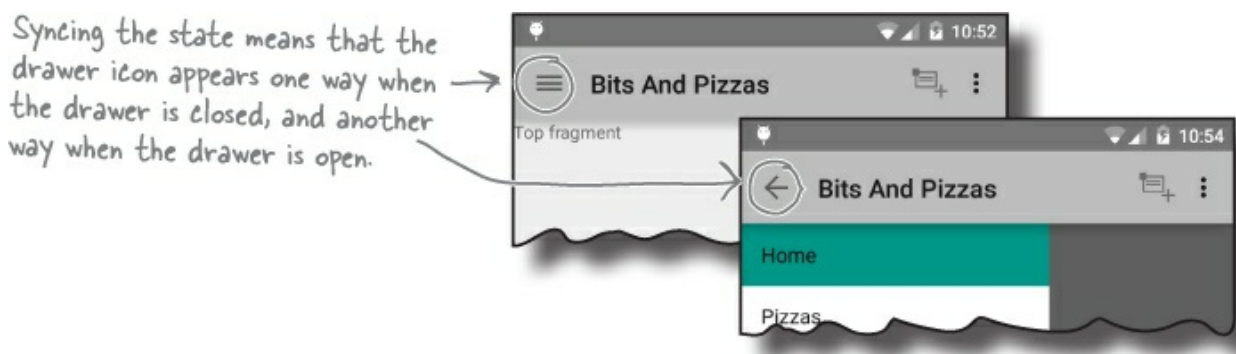 Syncing the state means that the
drawer icon appears one way when
the drawer is closed, and another
way when the drawer is open.
10:52
Bits And Pizzas
Top fragment
10:54
Bits And Pizzas
Home
Pizzas